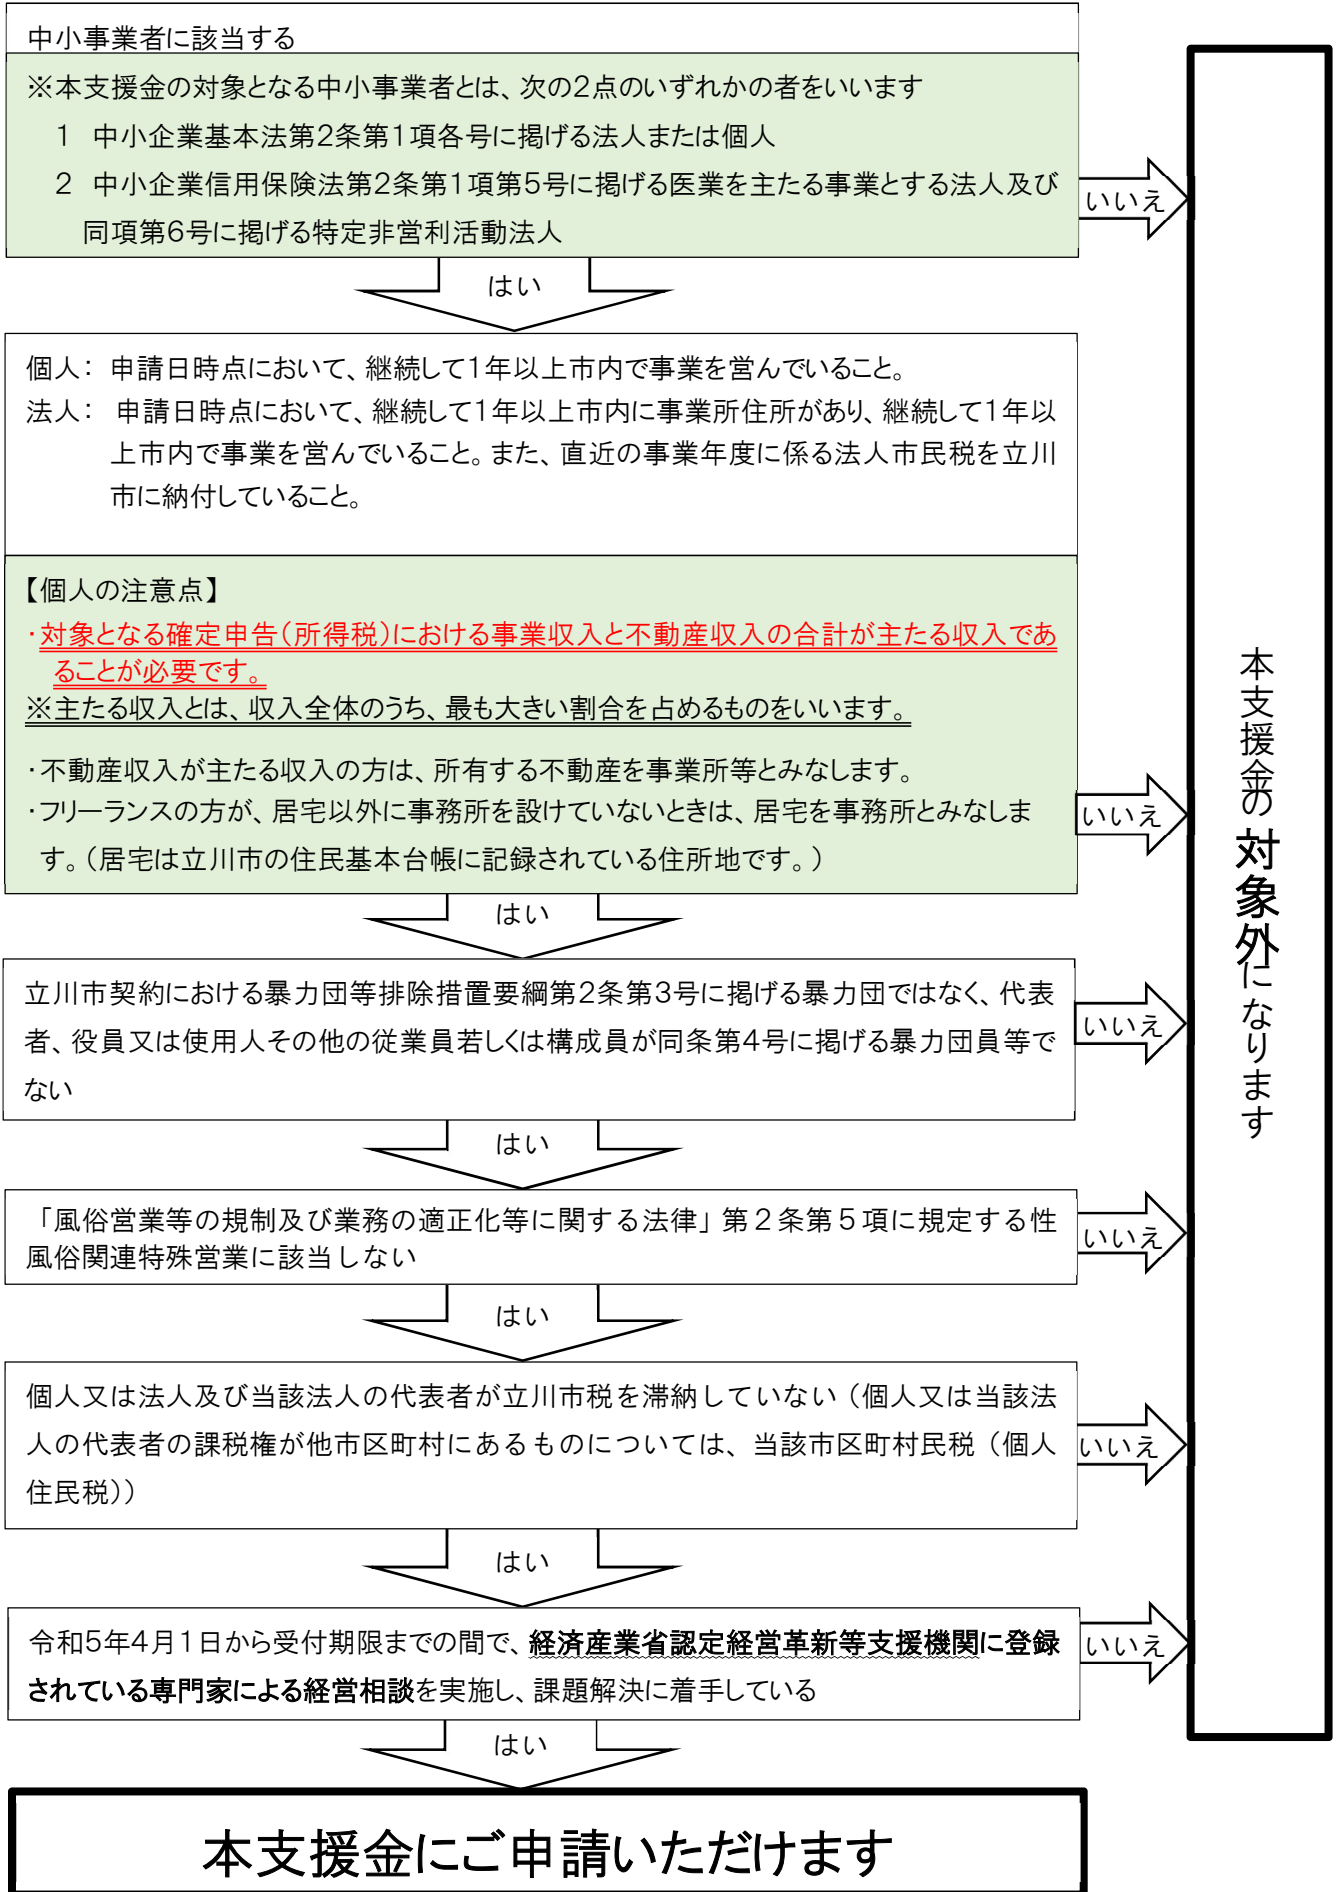 中小事業者に該当する
※本支援金の対象となる中小事業者とは、次の2点のいずれかの者をいいます
1 中小企業基本法第2条第1項各号に掲げる法人または個人
2 中小企業信用保険法第2条第1項第5号に掲げる医業を主たる事業とする法人及び
同項第6号に掲げる特定非営利活動法人
いいえ
はい
個人： 申請日時点において、継続して1年以上市内で事業を営んでいること。
法人： 申請日時点において、継続して1年以上市内に事業所住所があり、継続して1年以
上市内で事業を営んでいること。また、直近の事業年度に係る法人市民税を立川
市に納付していること。
【個人の注意点】
・対象となる確定申告（所得税）における事業収入と不動産収入の合計が主たる収入であ
ることが必要です。
※主たる収入とは、収入全体のうち、最も大きい割合を占めるものをいいます。
・不動産収入が主たる収入の方は、所有する不動産を事業所等とみなします。
・フリーランスの方が、居宅以外に事務所を設けていないときは、居宅を事務所とみなしま
す。（居宅は立川市の住民基本台帳に記録されている住所地です。）
いいえ
はい
立川市契約における暴力団等排除措置要綱第2条第3号に掲げる暴力団ではなく、代表
者、役員又は使用人その他の従業員若しくは構成員が同条第4号に掲げる暴力団員等で
ない
いいえ
はい
「風俗営業等の規制及び業務の適正化等に関する法律」第２条第５項に規定する性
風俗関連特殊営業に該当しない
いいえ
はい
個人又は法人及び当該法人の代表者が立川市税を滞納していない（個人又は当該法
人の代表者の課税権が他市区町村にあるものについては、当該市区町村民税（個人
住民税））
いいえ
はい
令和5年4月1日から受付期限までの間で、経済産業省認定経営革新等支援機関に登録
されている専門家による経営相談を実施し、課題解決に着手している
いいえ
はい
本支援金にご申請いただけます
本支援金の対象外になります